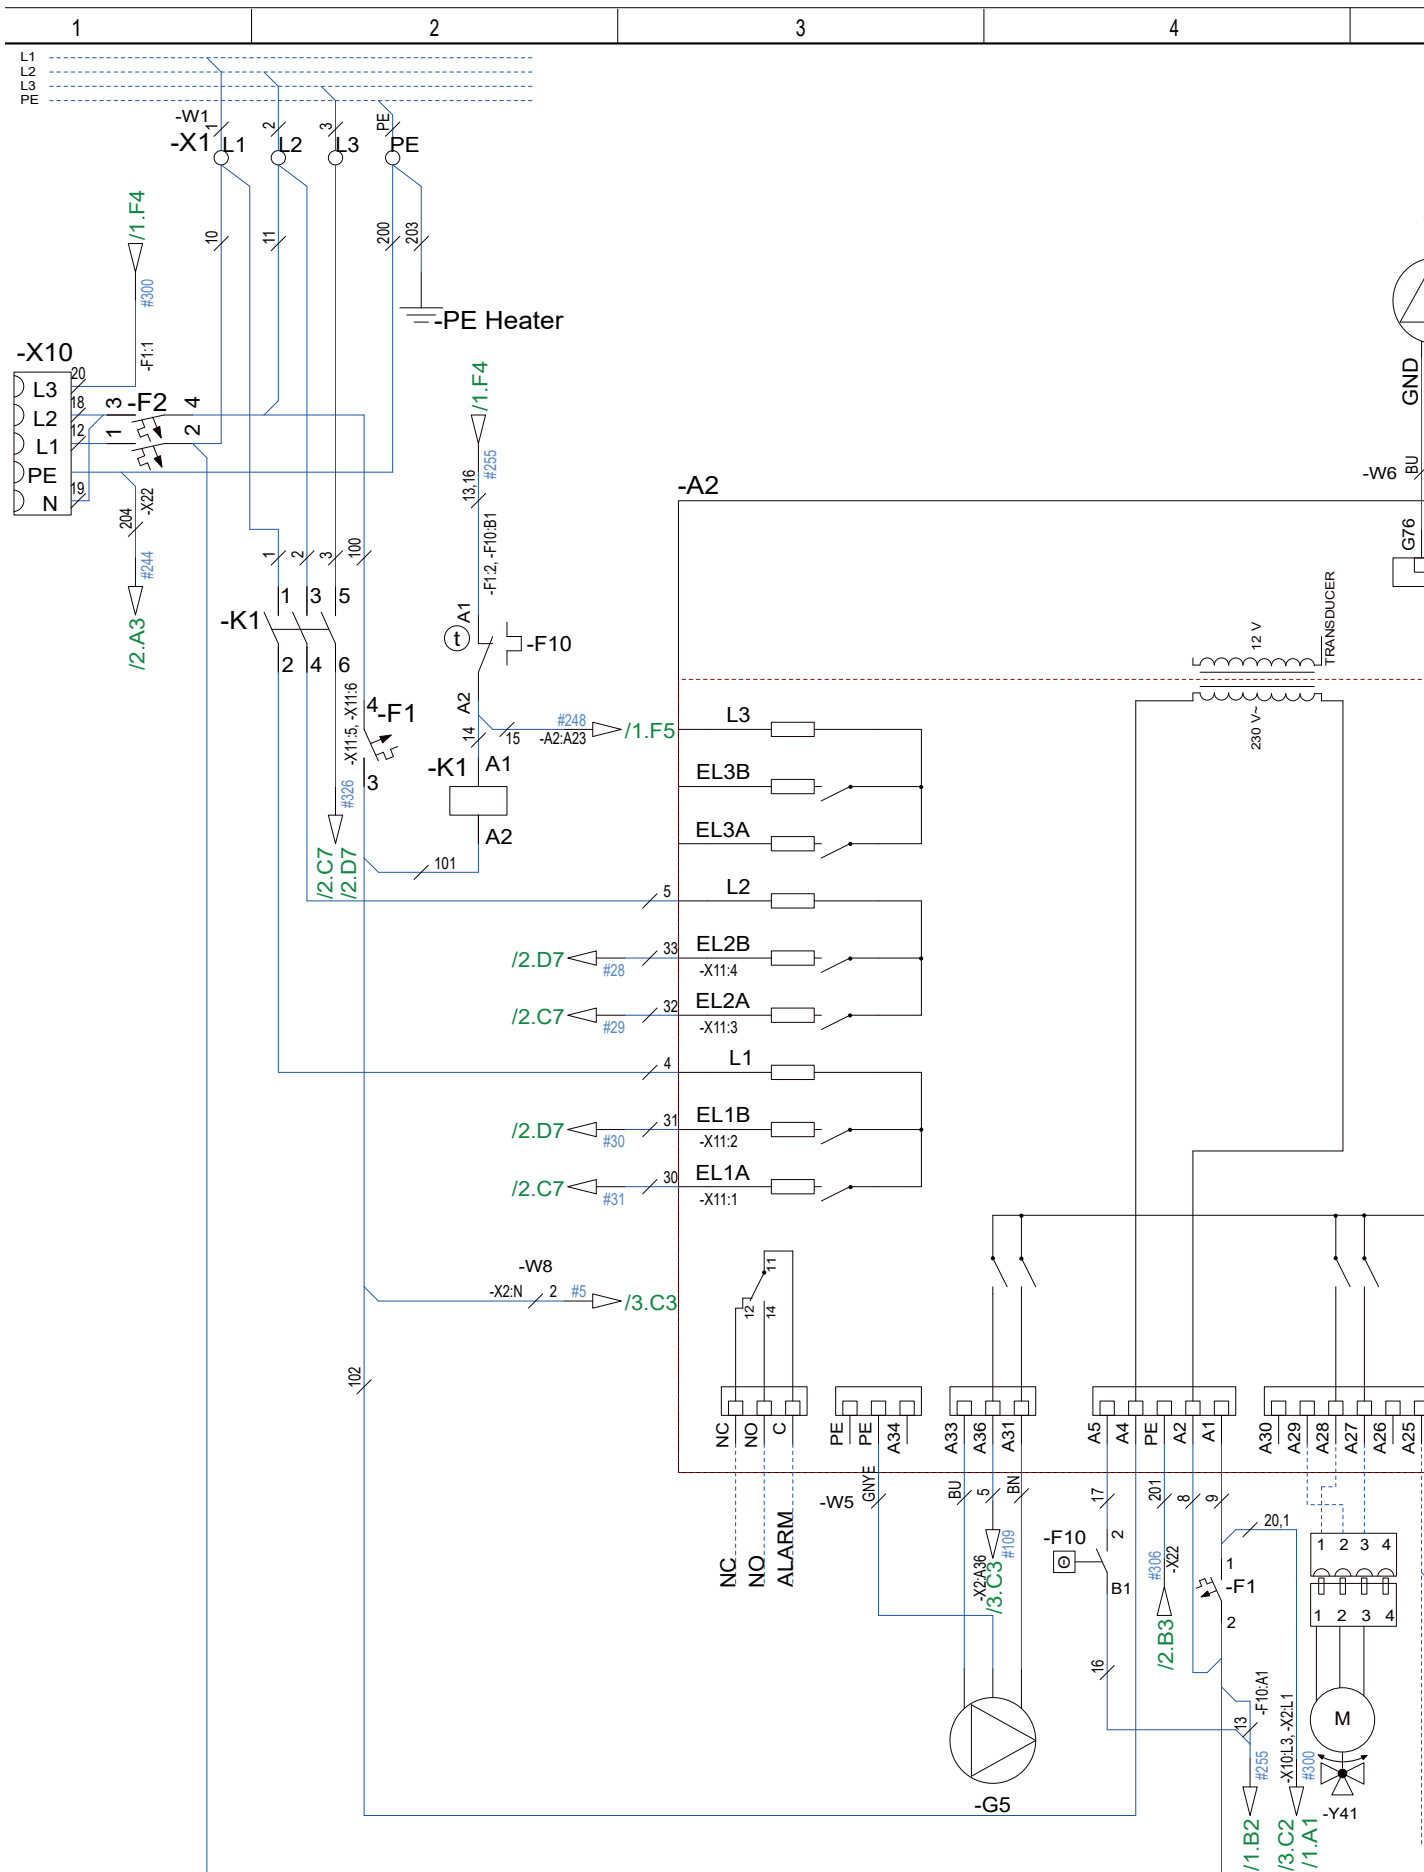 1 2 3 4
L1
L2
L3
PE
-W1 1 2 3 PE
-X1 L1 L2 L3 PE
/1.F4
10 11 200 203
#300
-PE Heater
-F1:1
-X10
/1.F4
GND
20
L3
18 3 -F2 4
L2
12 1 2
L1
PE
19
N
204 -X22
#244
/2.A3
13,16 #255
-F1:2, -F10:B1
-W6 BU
-A2
G76
1 2 3 100
1 3 5
-K1
2 4 6
A1
t -F10
A2
12 V
TRANSDUCER
230 V~
-X11:5, -X11:6
4 -F1
3
#326
/2.C7
/2.D7
14 15 #248
-A2:A23
/1.F5
L3
-K1 A1
A2
101
EL3B
EL3A
5 L2
/2.D7 #28 33 EL2B
-X11:4
/2.C7 #29 32 EL2A
-X11:3
4 L1
/2.D7 #30 31 EL1B
-X11:2
/2.C7 #31 30 EL1A
-X11:1
-W8
-X2:N 2 #5 /3.C3
11
12 14
102
NC NO C PE PE A34 A33 A36 A31 A5 A4 PE A2 A1 A30 A29 A28 A27 A26 A25
-W5 GNYE BU 5 BN 17 201 8 9
NC NO ALARM
-X2:A36 #109
/3.C3
-F10 2
B1
#306 -X22
/2.B3
20,1
1
-F1
2
1 2 3 4
1 2 3 4
16
13 -F10:A1
#255
/1.B2
-X10:L3, -X2:L1
#300
/3.C2
/1.A1
M
-Y41
-G5